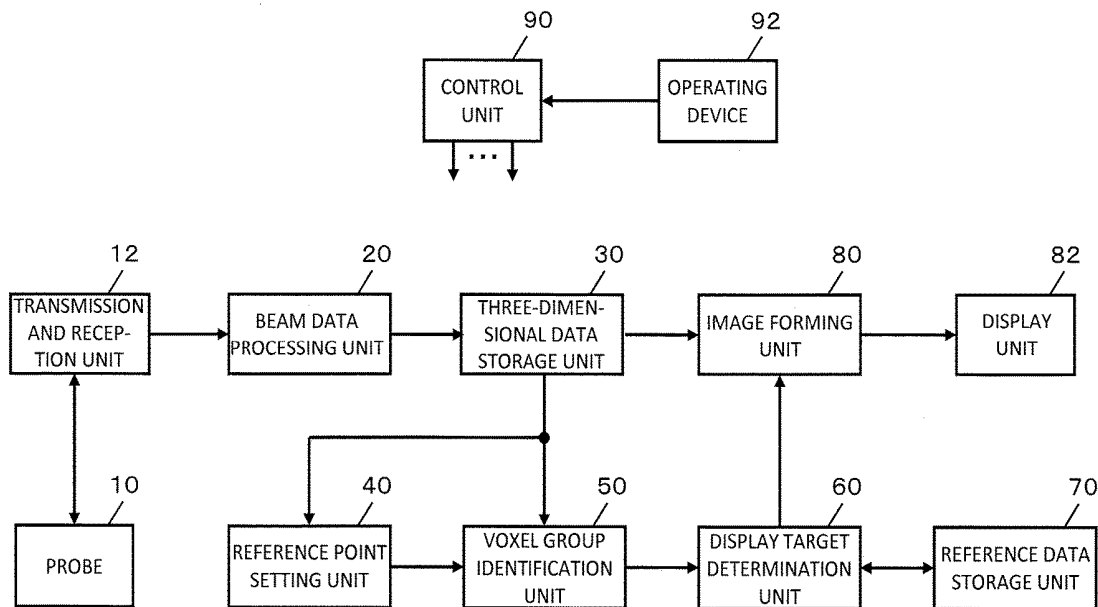 90
92
CONTROL
UNIT
OPERATING
DEVICE
...
12
20
30
80
82
TRANSMISSION
AND RECEP-
TION UNIT
BEAM DATA
PROCESSING UNIT
THREE-DIMEN-
SIONAL DATA
STORAGE UNIT
IMAGE FORMING
UNIT
DISPLAY
UNIT
10
40
50
60
70
PROBE
REFERENCE POINT
SETTING UNIT
VOXEL GROUP
IDENTIFICATION
UNIT
DISPLAY TARGET
DETERMINATION
UNIT
REFERENCE DATA
STORAGE UNIT